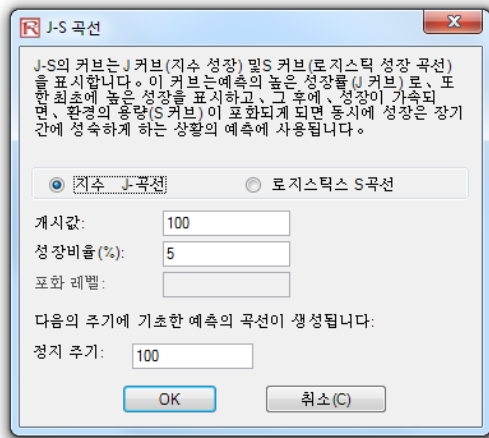 J-S 곡선
J-S의 커브는 J 커브(지수 성장) 및 S 커브(로지스틱 성장 곡선)
을 표시합니다。이 커브는예측의 높은 성장률(J 커브) 로、또
한 최초에 높은 성장을 표시하고、그 후에、성장이 가속되
면、환경의 용량(S 커브) 이 포화되게 되면 동시에 성장은 장기
간에 성숙하게 하는 상황의 예측에 사용됩니다。
지수 J-곡선 로지스틱스 S곡선
개시값: 100
성장비율(%): 5
포화 레벨:
다음의 주기에 기초한 예측의 곡선이 생성됩니다:
정지 주기: 100
OK 취소(C)